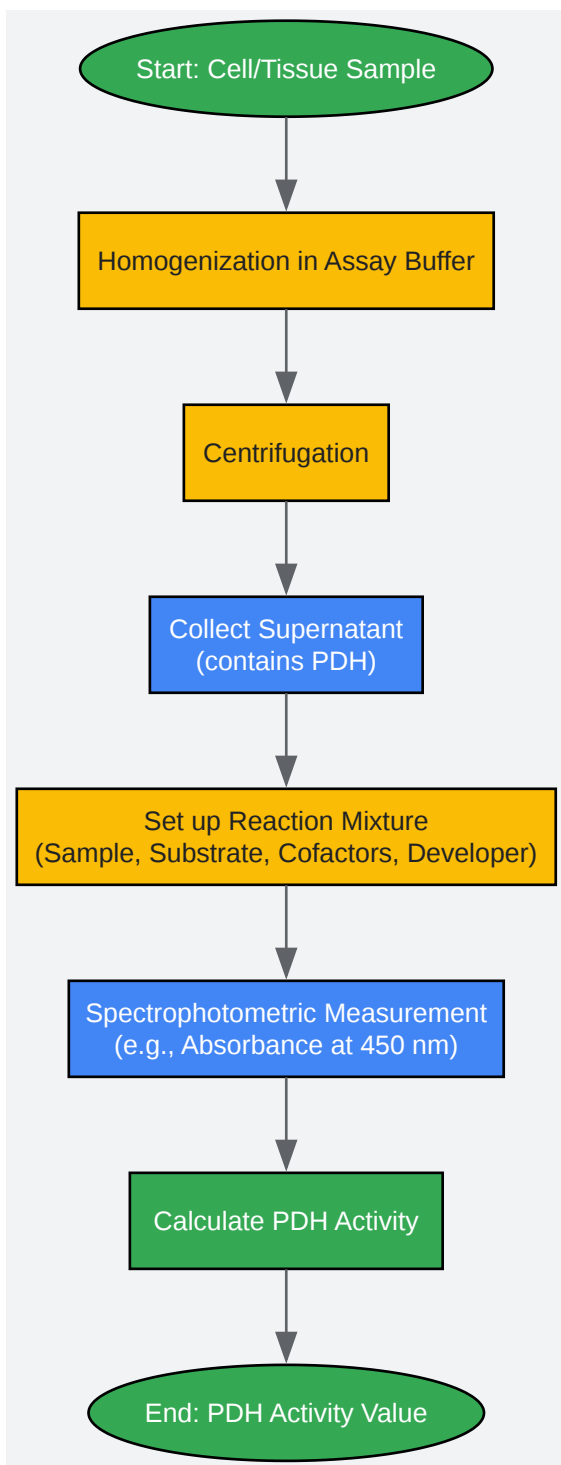 Start: Cell/Tissue Sample
Homogenization in Assay Buffer
Centrifugation
Collect Supernatant
(contains PDH)
Set up Reaction Mixture
(Sample, Substrate, Cofactors, Developer)
Spectrophotometric Measurement
(e.g., Absorbance at 450 nm)
Calculate PDH Activity
End: PDH Activity Value